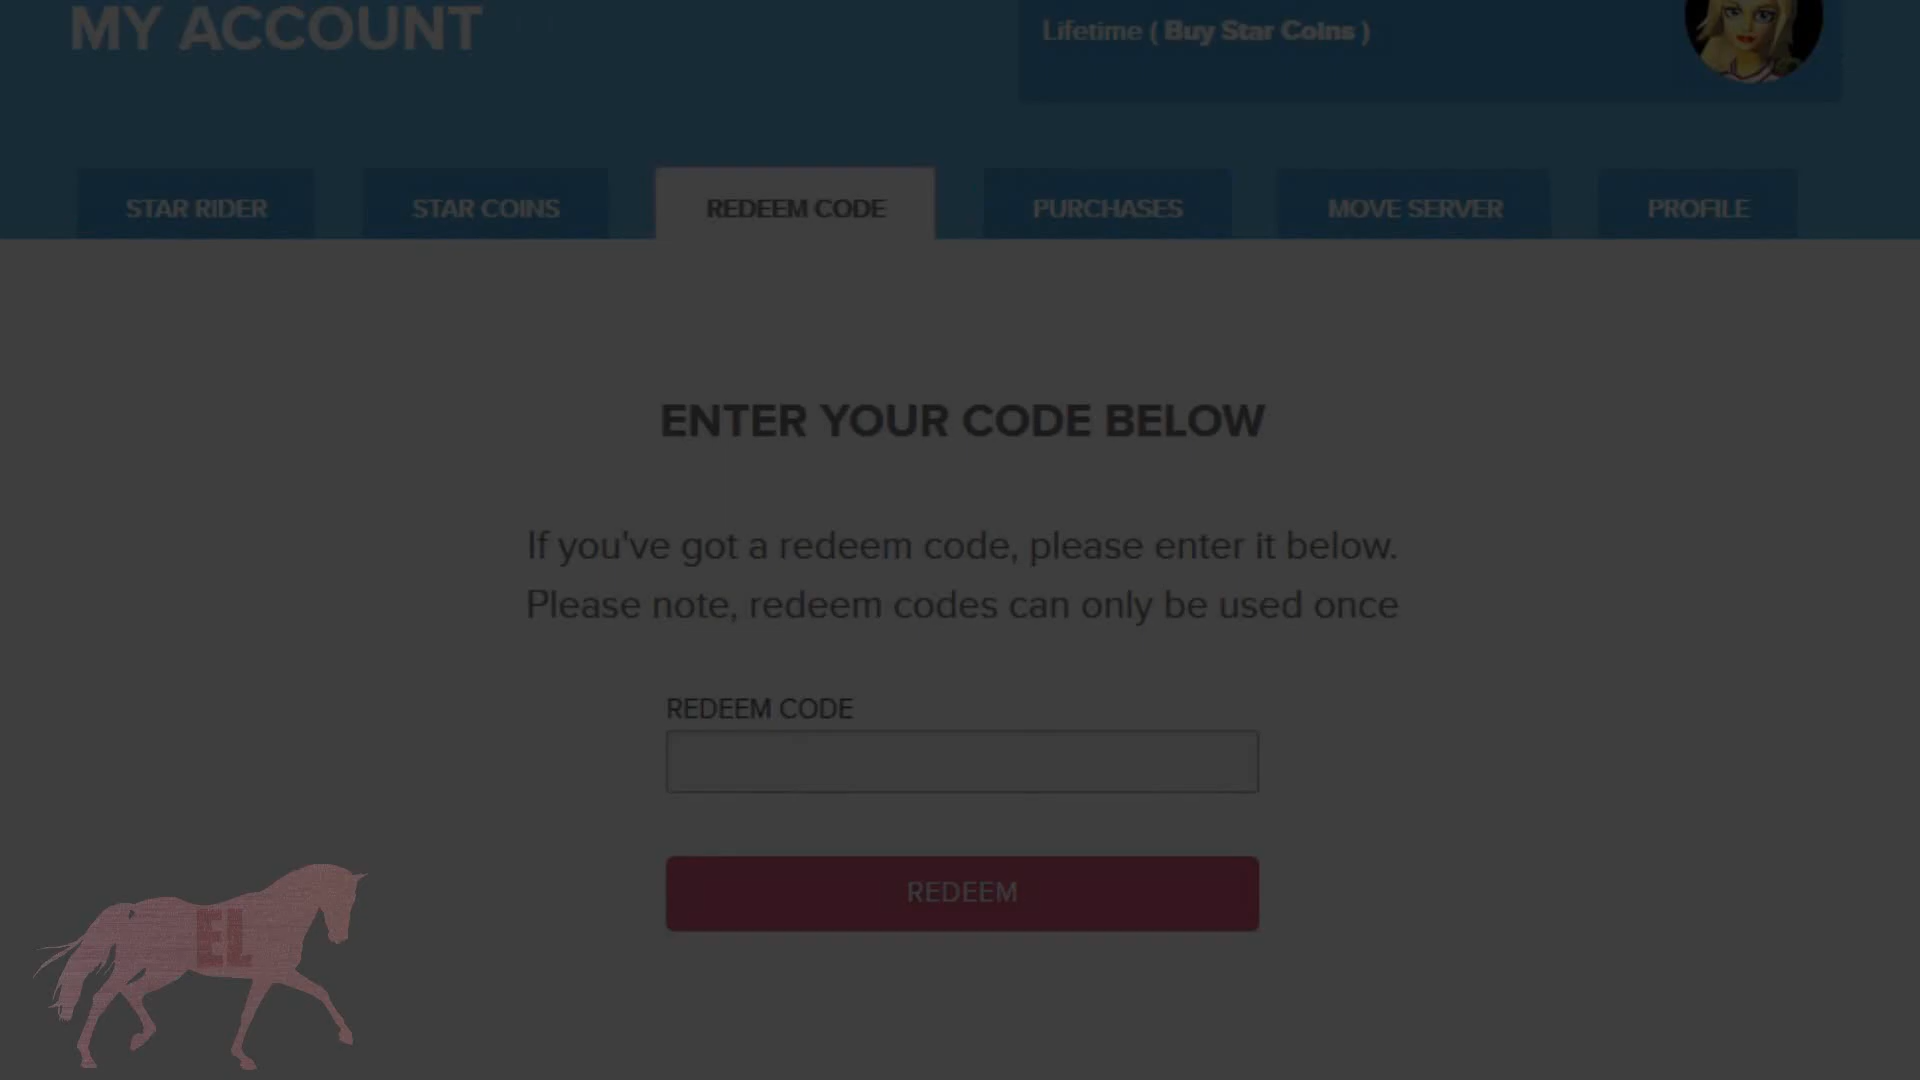 MY ACCOUNT
Lifetime ( Buy Star Coins )
STAR RIDER
STAR COINS
REDEEM CODE
PURCHASES
MOVE SERVER
PROFILE
ENTER YOUR CODE BELOW
If you've got a redeem code, please enter it below.
Please note, redeem codes can only be used once
REDEEM CODE
REDEEM
EL